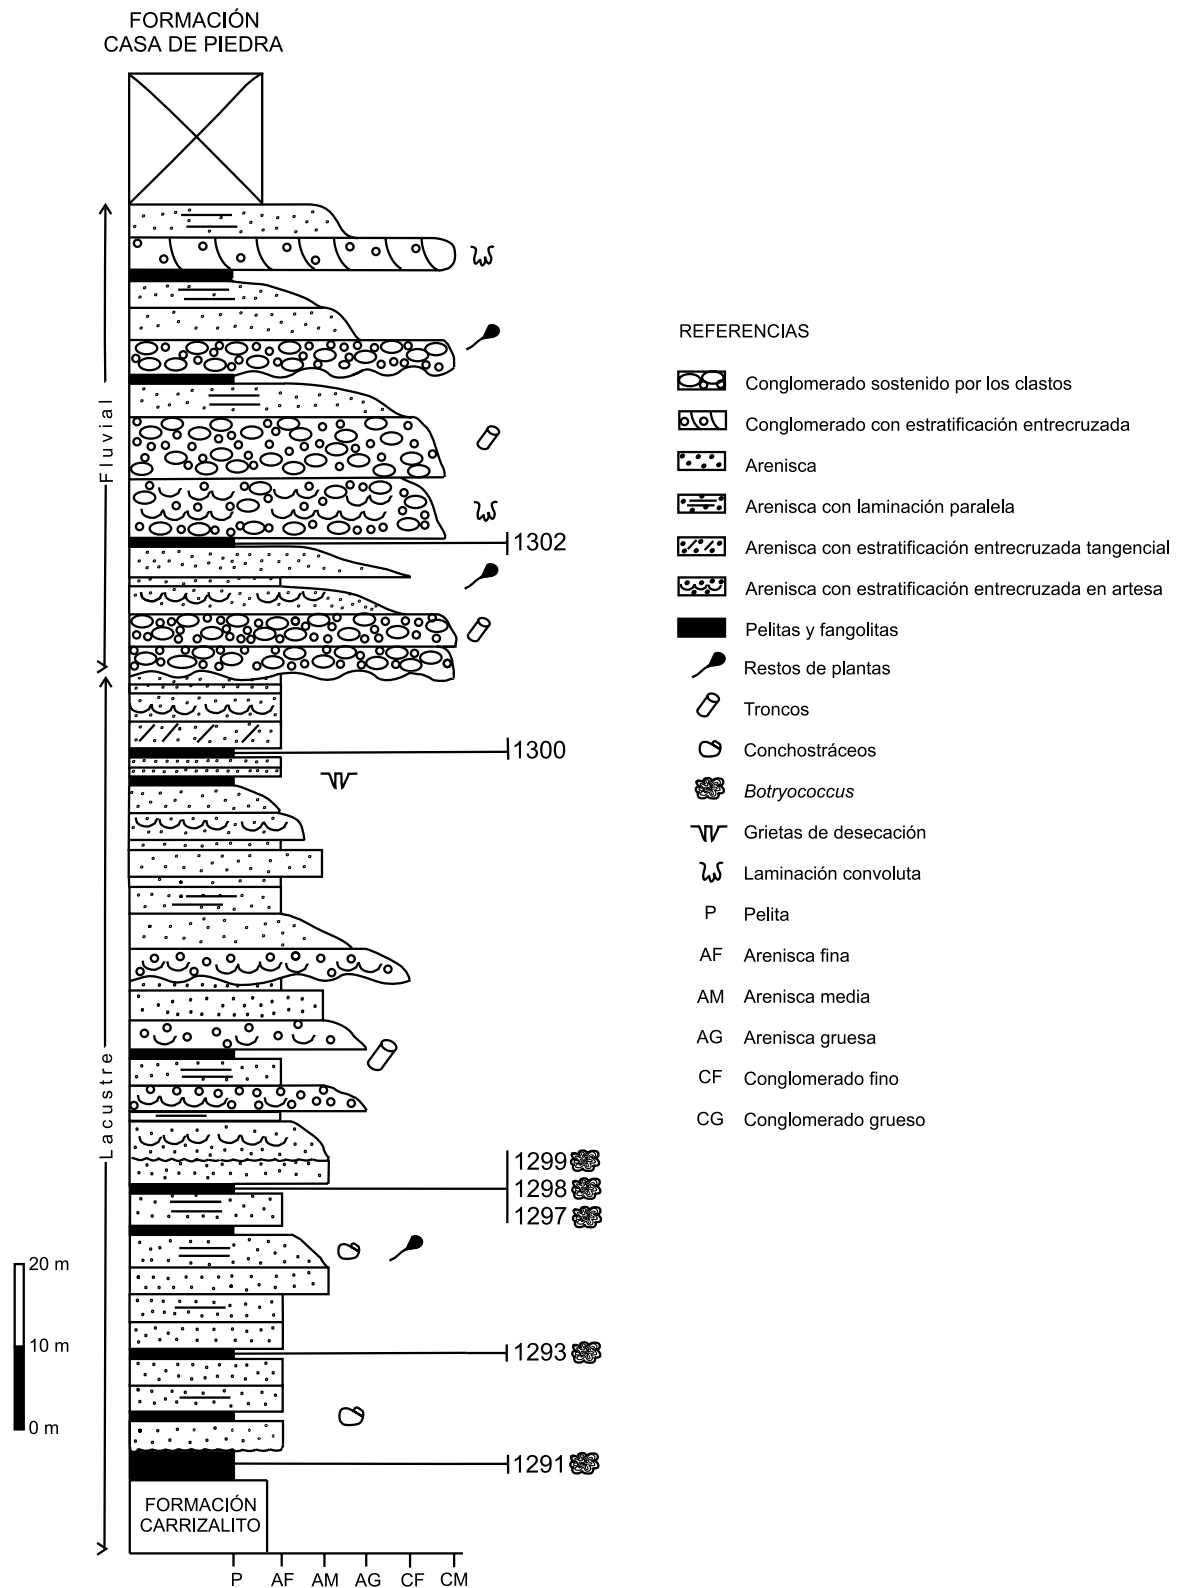 FORMACIÓN
CASA DE PIEDRA
Fluvial
1302
1300
Lacustre
1299
1298
1297
20 m
10 m
1293
0 m
1291
FORMACIÓN
CARRIZALITO
P AF AM AG CF CM
REFERENCIAS
Conglomerado sostenido por los clastos
Conglomerado con estratificación entrecruzada
Arenisca
Arenisca con laminación paralela
Arenisca con estratificación entrecruzada tangencial
Arenisca con estratificación entrecruzada en artesa
Pelitas y fangolitas
Restos de plantas
Troncos
Conchostráceos
Botryococcus
Grietas de desecación
Laminación convoluta
P Pelita
AF Arenisca fina
AM Arenisca media
AG Arenisca gruesa
CF Conglomerado fino
CG Conglomerado grueso